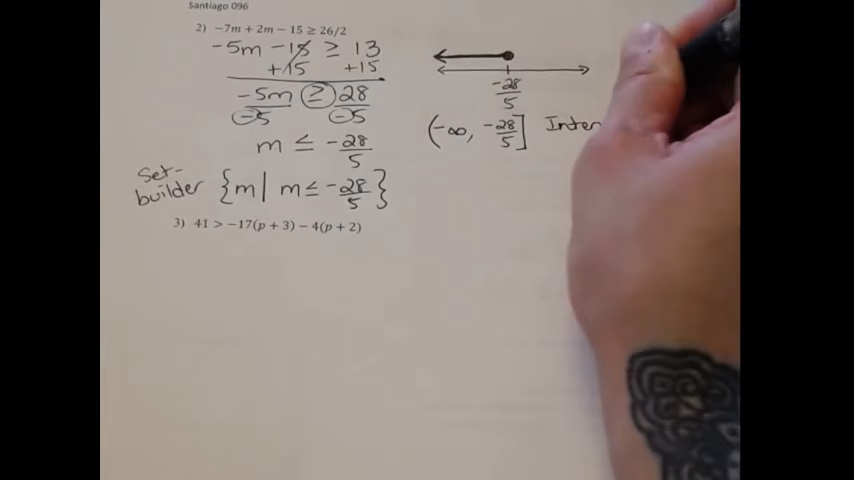 Santiago 096
2) −7m + 2m − 15 ≥ 26/2
-5m -15 ≥ 13
+15 +15
-5m ≥ 28
-5 -5
m ≤ -28/5
Set-
builder {m| m ≤ -28/5}
-28/5
(-∞, -28/5]
3) 41 > −17(p + 3) − 4(p + 2)